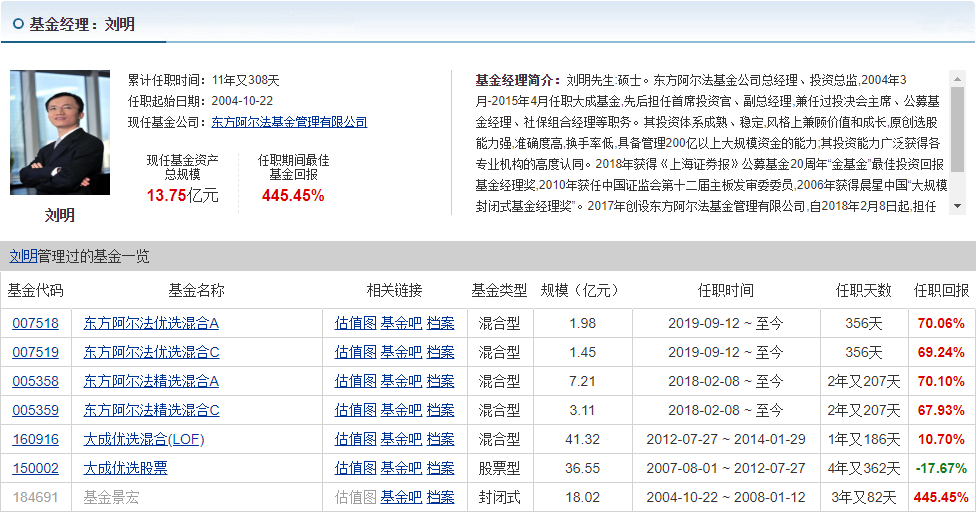 基金经理：刘明
累计任职时间：11年又308天
任职起始日期：2004-10-22
现任基金公司：东方阿尔法基金管理有限公司
现任基金资产
总规模
13.75亿元
任职期间最佳
基金回报
445.45%
刘明
基金经理简介：刘明先生:硕士。东方阿尔法基金公司总经理、投资总监,2004年3
月-2015年4月任职大成基金,先后担任首席投资官、副总经理,兼任过投决会主席、公募基
金经理、社保组合经理等职务。其投资体系成熟、稳定,风格上兼顾价值和成长,原创选股
能力强,准确度高,换手率低,具备管理200亿以上大规模资金的能力;其投资能力广泛获得各
专业机构的高度认同。2018年获得《上海证券报》公募基金20周年“金基金”最佳投资回报
基金经理奖,2010年获任中国证监会第十二届主板发审委委员,2006年获得晨星中国“大规模
封闭式基金经理奖”。2017年创设东方阿尔法基金管理有限公司,自2018年2月8日起,担任
刘明管理过的基金一览
基金代码 基金名称 相关链接 基金类型 规模（亿元） 任职时间 任职天数 任职回报
007518 东方阿尔法优选混合A 估值图 基金吧 档案 混合型 1.98 2019-09-12 ~ 至今 356天 70.06%
007519 东方阿尔法优选混合C 估值图 基金吧 档案 混合型 1.45 2019-09-12 ~ 至今 356天 69.24%
005358 东方阿尔法精选混合A 估值图 基金吧 档案 混合型 7.21 2018-02-08 ~ 至今 2年又207天 70.10%
005359 东方阿尔法精选混合C 估值图 基金吧 档案 混合型 3.11 2018-02-08 ~ 至今 2年又207天 67.93%
160916 大成优选混合(LOF) 估值图 基金吧 档案 混合型 41.32 2012-07-27 ~ 2014-01-29 1年又186天 10.70%
150002 大成优选股票 估值图 基金吧 档案 股票型 36.55 2007-08-01 ~ 2012-07-27 4年又362天 -17.67%
184691 基金景宏 估值图 基金吧 档案 封闭式 18.02 2004-10-22 ~ 2008-01-12 3年又82天 445.45%